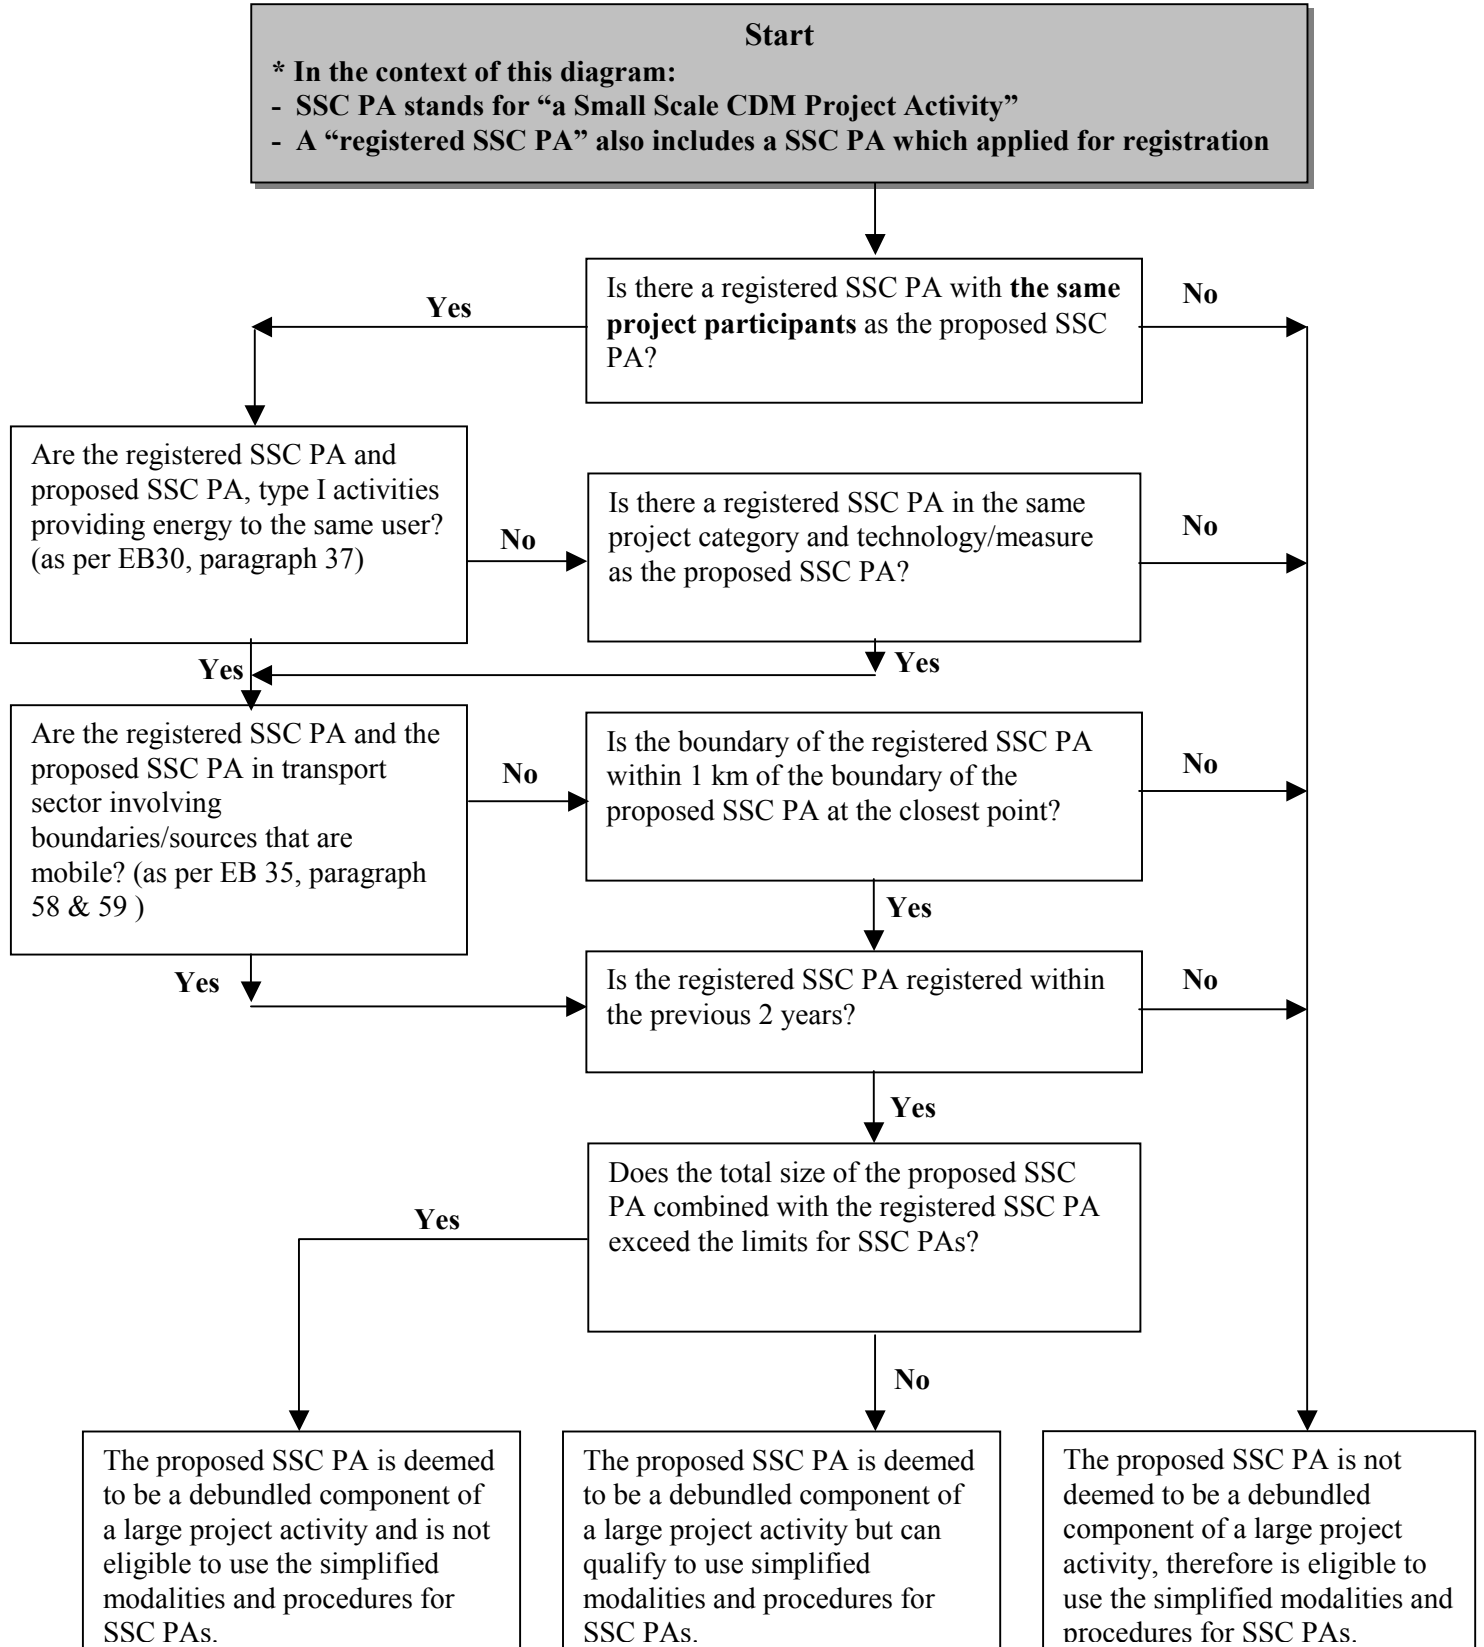 Start
* In the context of this diagram:
- SSC PA stands for “a Small Scale CDM Project Activity”
- A “registered SSC PA” also includes a SSC PA which applied for registration
Yes
Is there a registered SSC PA with the same
project participants as the proposed SSC
PA?
No
Are the registered SSC PA and
proposed SSC PA, type I activities
providing energy to the same user?
(as per EB30, paragraph 37)
No
Is there a registered SSC PA in the same
project category and technology/measure
as the proposed SSC PA?
No
Yes
Yes
Are the registered SSC PA and the
proposed SSC PA in transport
sector involving
boundaries/sources that are
mobile? (as per EB 35, paragraph
58 & 59 )
No
Is the boundary of the registered SSC PA
within 1 km of the boundary of the
proposed SSC PA at the closest point?
No
Yes
Yes
Is the registered SSC PA registered within
the previous 2 years?
No
Yes
Does the total size of the proposed SSC
PA combined with the registered SSC PA
exceed the limits for SSC PAs?
Yes
No
The proposed SSC PA is deemed
to be a debundled component of
a large project activity and is not
eligible to use the simplified
modalities and procedures for
SSC PAs.
The proposed SSC PA is deemed
to be a debundled component of
a large project activity but can
qualify to use simplified
modalities and procedures for
SSC PAs.
The proposed SSC PA is not
deemed to be a debundled
component of a large project
activity, therefore is eligible to
use the simplified modalities and
procedures for SSC PAs.